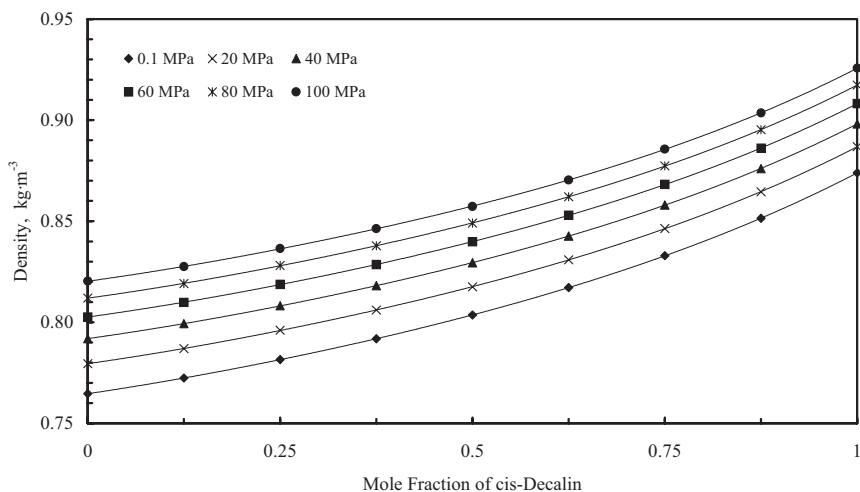 0.95
0.1 MPa 20 MPa 40 MPa
60 MPa 80 MPa 100 MPa
0.90
0.85
0.80
0.75
Density, kg·m⁻³
0 0.25 0.5 0.75 1
Mole Fraction of cis-Decalin